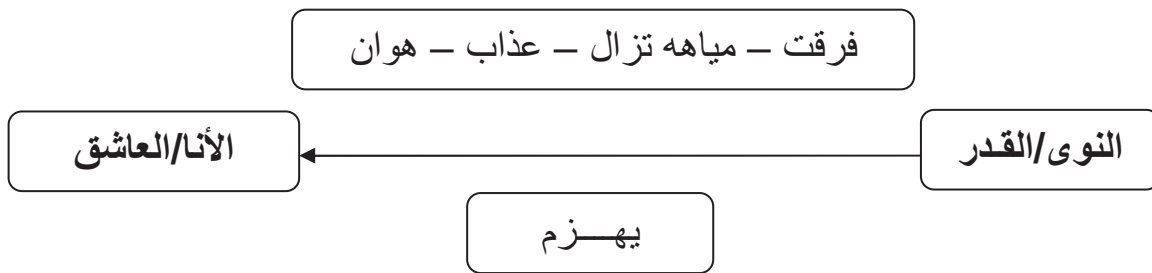 فرقت – مياهه تزال – عذاب – هوان
النوى/القدر
الأنا/العاشق
يهـــزم